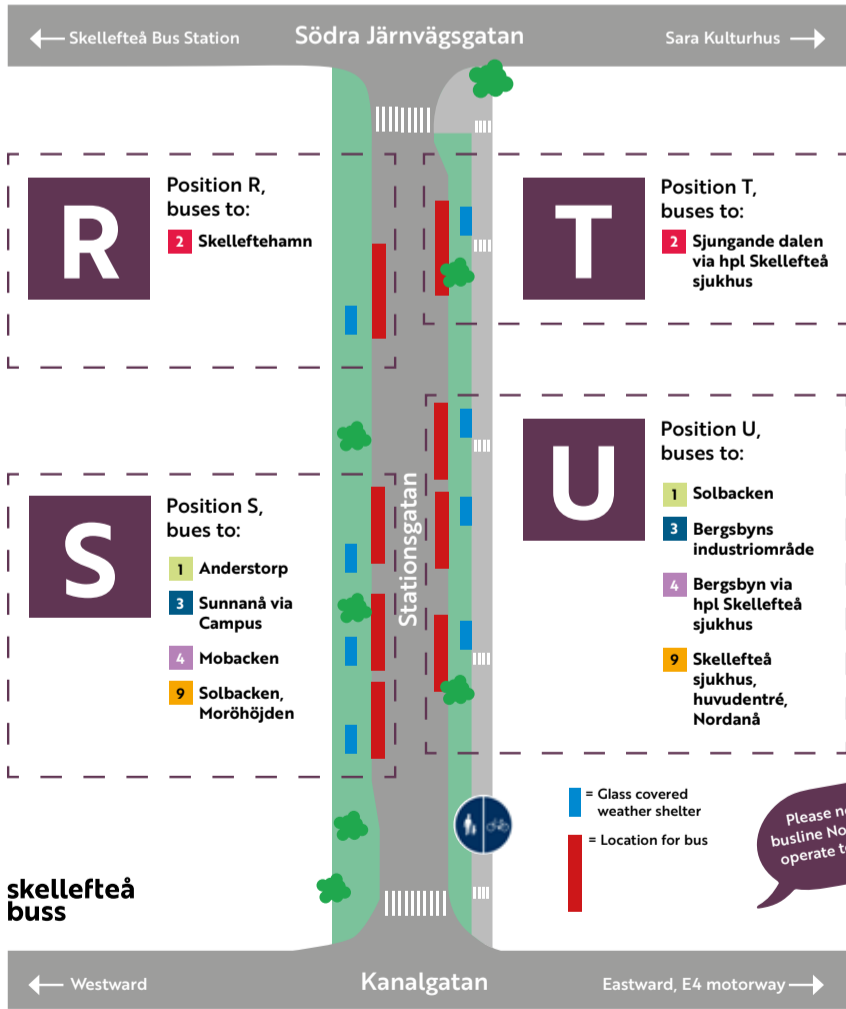 Skellefteå Bus Station
Södra Järnvägsgatan
Sara Kulturhus
R
Position R,
buses to:
2 Skelleftehamn
T
Position T,
buses to:
2 Sjungande dalen
via hpl Skellefteå
sjukhus
S
Position S,
bues to:
1 Anderstorp
3 Sunnanå via
Campus
4 Mobacken
9 Solbacken,
Moröhöjden
Stationsgatan
U
Position U,
buses to:
1 Solbacken
3 Bergsbyns
industriområde
4 Bergsbyn via
hpl Skellefteå
sjukhus
9 Skellefteå
sjukhus,
huvudentré,
Nordanå
= Glass covered
weather shelter
= Location for bus
Please
busline
operate
skellefteå
buss
Westward
Kanalgatan
Eastward, E4 motorway